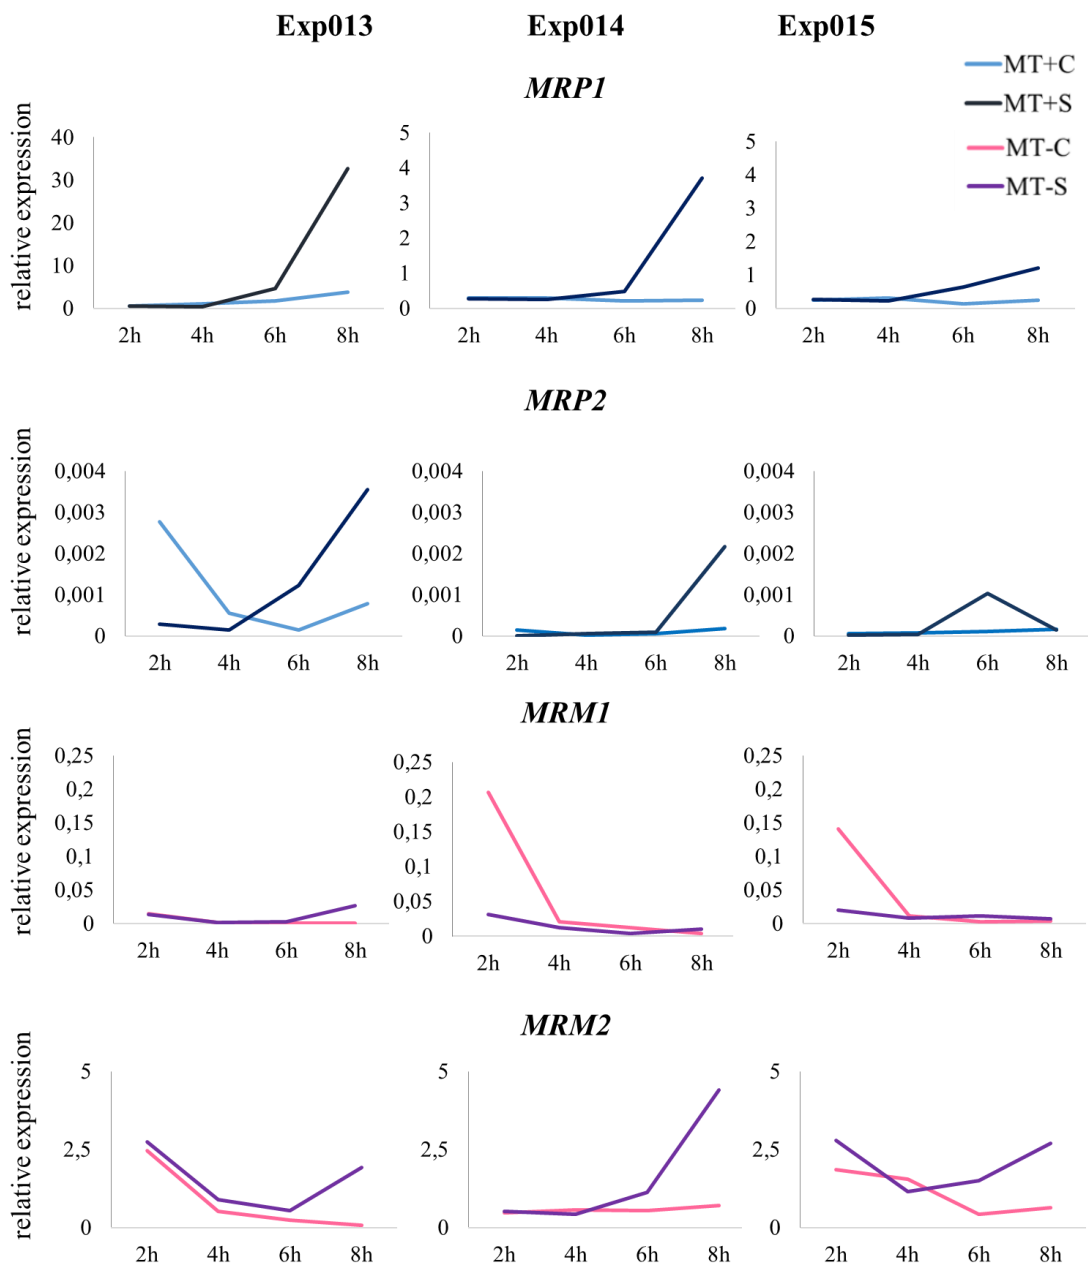 Exp013 Exp014 Exp015
MT+C
MT+S
MT-C
MT-S
MRP1
relative expression
40
30
20
10
0
2h 4h 6h 8h
5
4
3
2
1
0
2h 4h 6h 8h
5
4
3
2
1
0
2h 4h 6h 8h
MRP2
relative expression
0,004
0,003
0,002
0,001
0
2h 4h 6h 8h
0,004
0,003
0,002
0,001
0
2h 4h 6h 8h
0,004
0,003
0,002
0,001
0
2h 4h 6h 8h
MRM1
relative expression
0,25
0,2
0,15
0,1
0,05
0
2h 4h 6h 8h
0,25
0,2
0,15
0,1
0,05
0
2h 4h 6h 8h
0,25
0,2
0,15
0,1
0,05
0
2h 4h 6h 8h
MRM2
relative expression
5
2,5
0
2h 4h 6h 8h
5
2,5
0
2h 4h 6h 8h
5
2,5
0
2h 4h 6h 8h